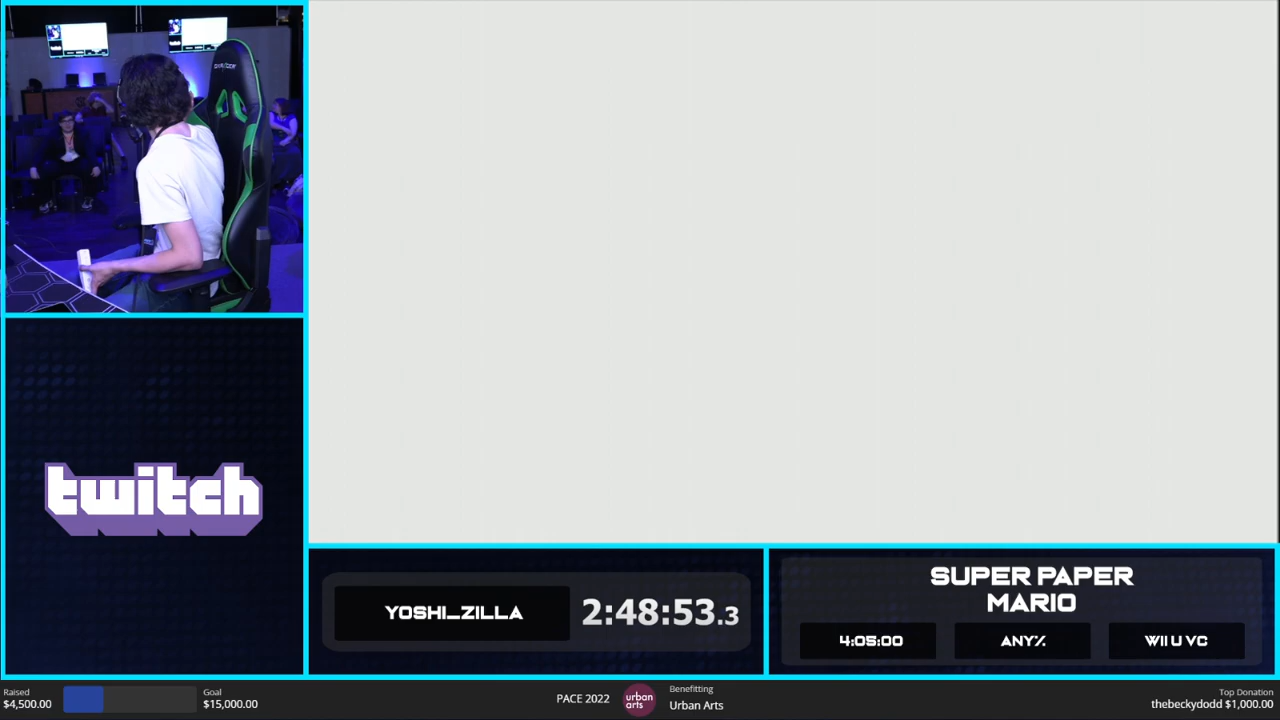 twitch
YOSHI_ZILLA
2:48:53.3
SUPER PAPER
MARIO
4:05:00
ANY%
WII U VC
Raised
$4,500.00
Goal
$15,000.00
PACE 2022
urban
arts
Benefitting
Urban Arts
Top Donation
thebeckydodd $1,000.00